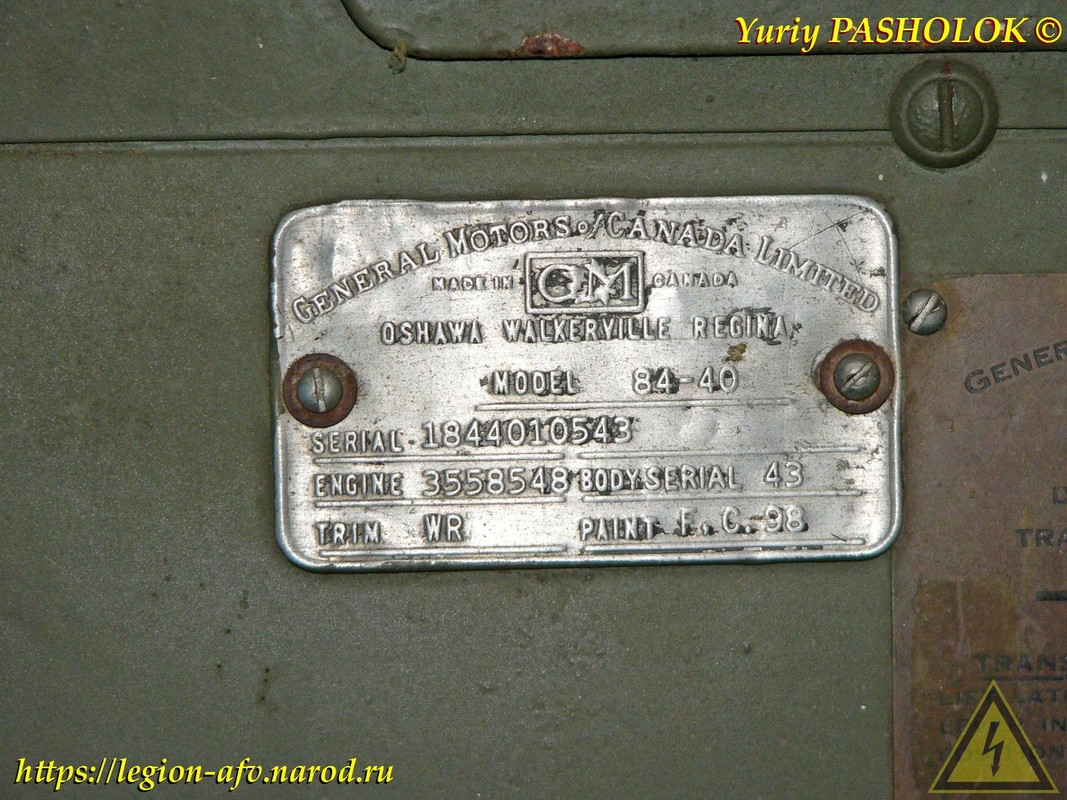 Yuriy PASHOLOK ©
GENERAL MOTORS of CANADA LIMITED
MADE IN GM CANADA
OSHAWA WALKERVILLE REGINA
MODEL 84-40
SERIAL 1844010543
ENGINE 3558548 BODY SERIAL 43
TRIM WR PAINT F.C. 98
GENER
TRA
TRANS
https://legion-afv.narod.ru